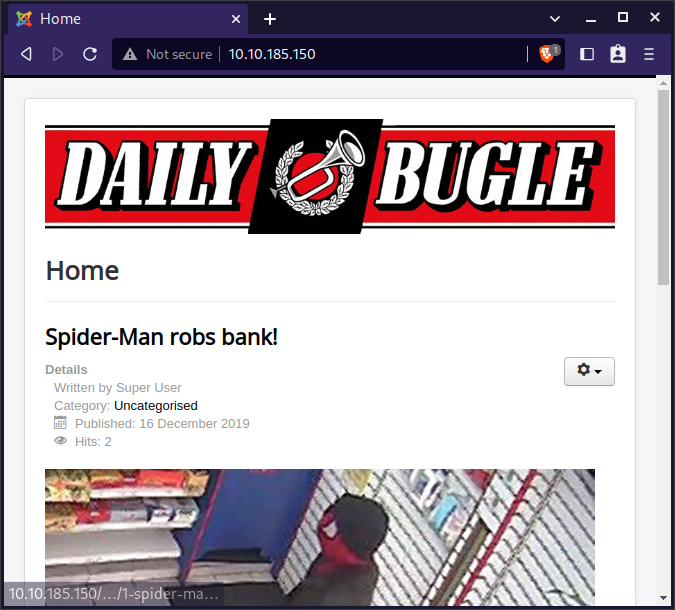 Home
Not secure
10.10.185.150
1
DAILY BUGLE
Home
Spider-Man robs bank!
Details
Written by Super User
Category: Uncategorised
Published: 16 December 2019
Hits: 2
10.10.185.150/.../1-spider-ma...